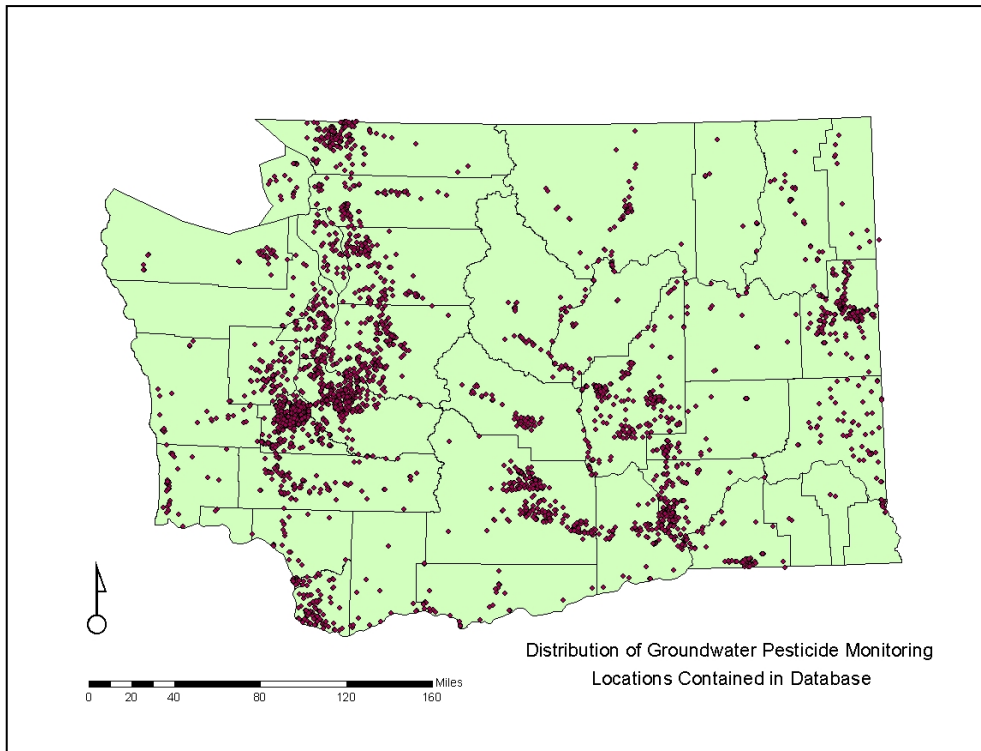 Distribution of Groundwater Pesticide Monitoring
Locations Contained in Database
Miles
0 20 40 80 120 160